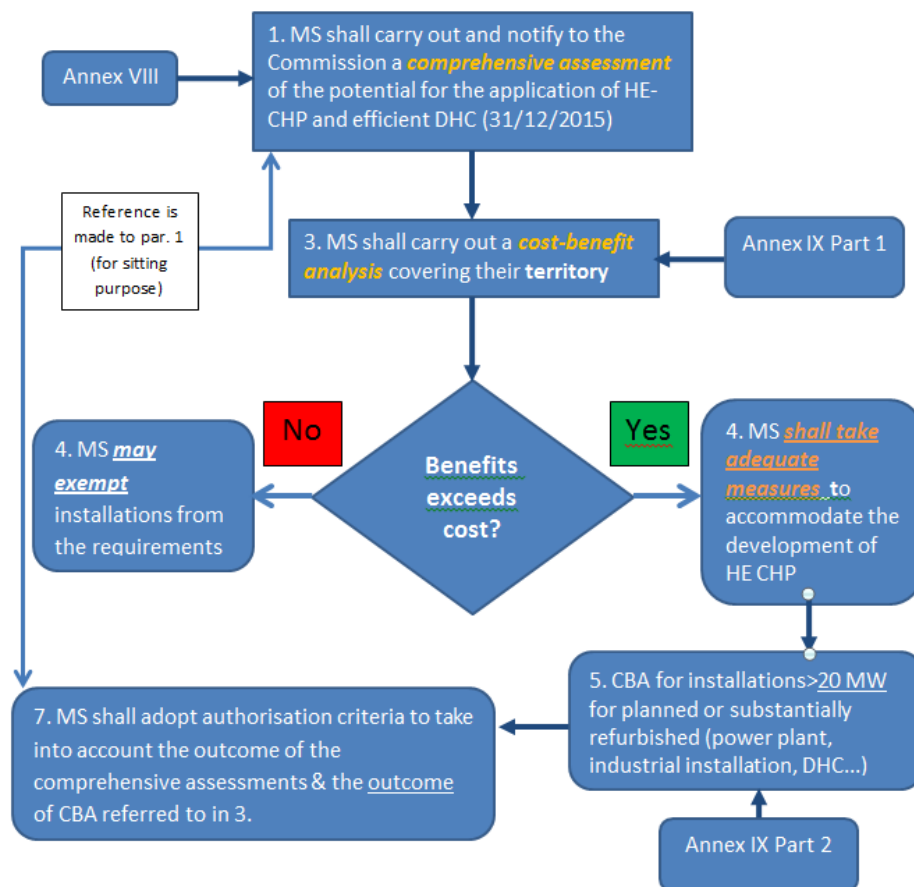 1. MS shall carry out and notify to the
Commission a comprehensive assessment
of the potential for the application of HE-
CHP and efficient DHC (31/12/2015)
Annex VIII
Reference is
made to par. 1
(for sitting
purpose)
3. MS shall carry out a cost-benefit
analysis covering their territory
Annex IX Part 1
No
Yes
4. MS may
exempt
installations from
the requirements
Benefits
exceeds
cost?
4. MS shall take
adequate
measures to
accommodate the
development of
HE CHP
5. CBA for installations>20 MW
for planned or substantially
refurbished (power plant,
industrial installation, DHC...)
7. MS shall adopt authorisation criteria to take
into account the outcome of the
comprehensive assessments & the outcome
of CBA referred to in 3.
Annex IX Part 2